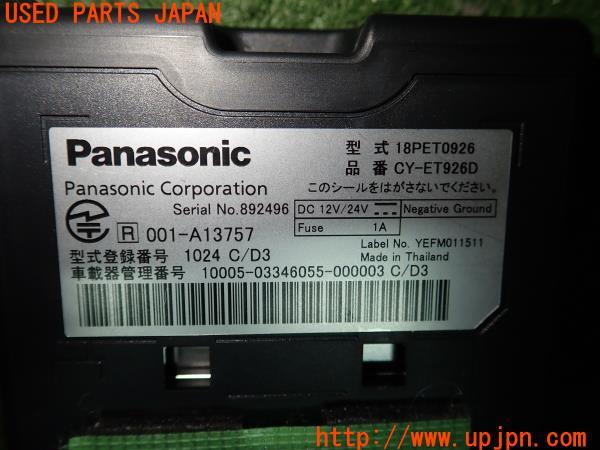 USED PARTS JAPAN
Panasonic
型 式 18PET0926
品 番 CY-ET926D
Panasonic Corporation
このシールをはがさないでください。
Serial No.892496
DC 12V/24V
Negative Ground
Fuse 1A
R 001-A13757
Label No. YEFM011511
Made in Thailand
型式登録番号 1024 C/D3
車載器管理番号 10005-03346055-000003 C/D3
UPJ http://www.upjpn.com/